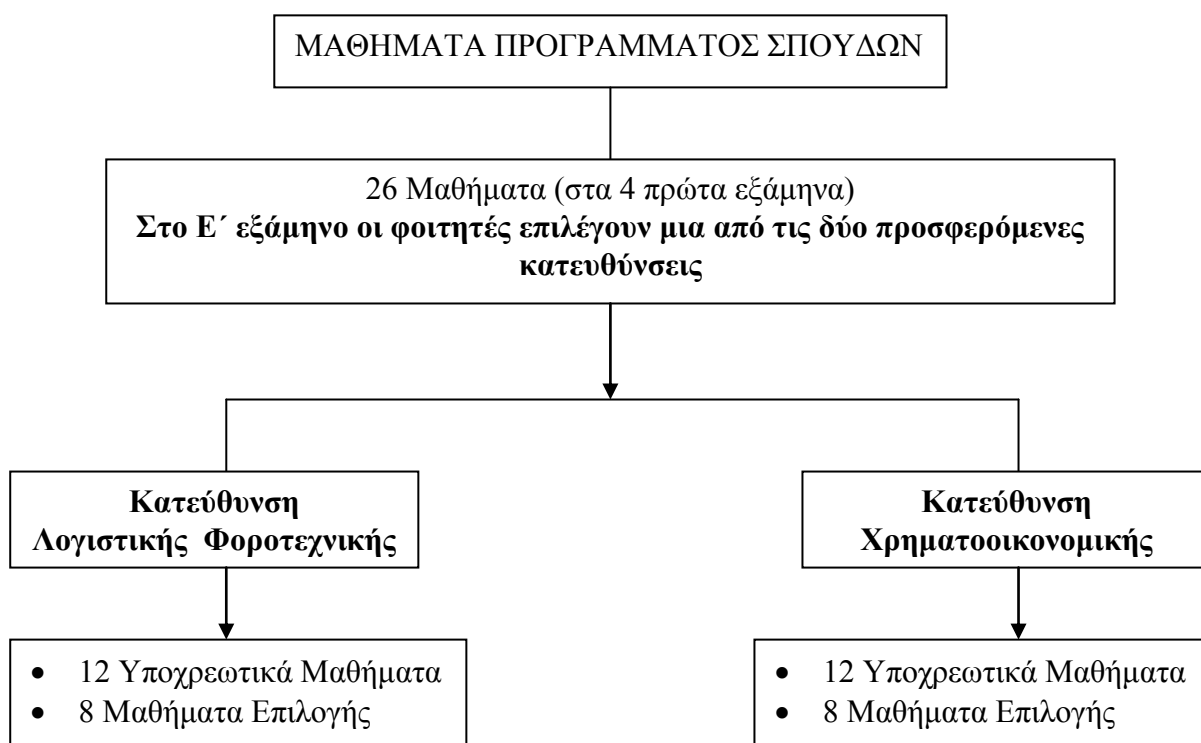 ΜΑΘΗΜΑΤΑ ΠΡΟΓΡΑΜΜΑΤΟΣ ΣΠΟΥΔΩΝ
26 Μαθήματα (στα 4 πρώτα εξάμηνα)
Στο Ε΄ εξάμηνο οι φοιτητές επιλέγουν μια από τις δύο προσφερόμενες
κατευθύνσεις
Κατεύθυνση
Λογιστικής Φοροτεχνικής
Κατεύθυνση
Χρηματοοικονομικής
• 12 Υποχρεωτικά Μαθήματα
• 8 Μαθήματα Επιλογής
• 12 Υποχρεωτικά Μαθήματα
• 8 Μαθήματα Επιλογής